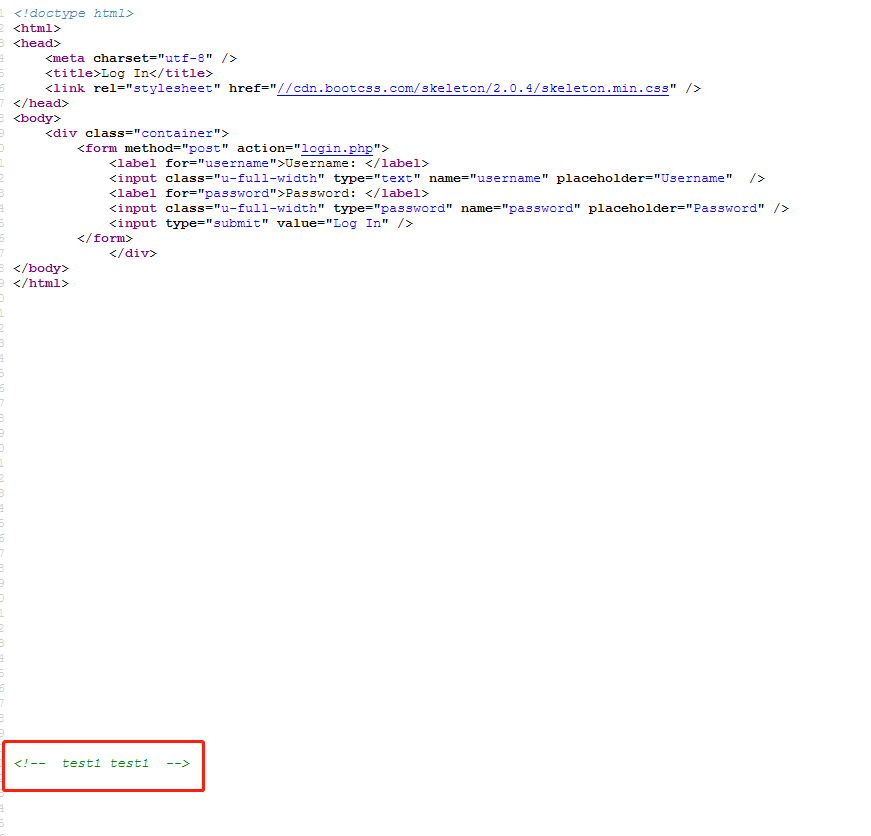 <!doctype html>
<html>
<head>
    <meta charset="utf-8" />
    <title>Log In</title>
    <link rel="stylesheet" href="//cdn.bootcss.com/skeleton/2.0.4/skeleton.min.css" />
</head>
<body>
    <div class="container">
        <form method="post" action="login.php">
            <label for="username">Username: </label>
            <input class="u-full-width" type="text" name="username" placeholder="Username"  />
            <label for="password">Password: </label>
            <input class="u-full-width" type="password" name="password" placeholder="Password" />
            <input type="submit" value="Log In" />
        </form>
            </div>
</body>
</html>
<!--  test1 test1  -->